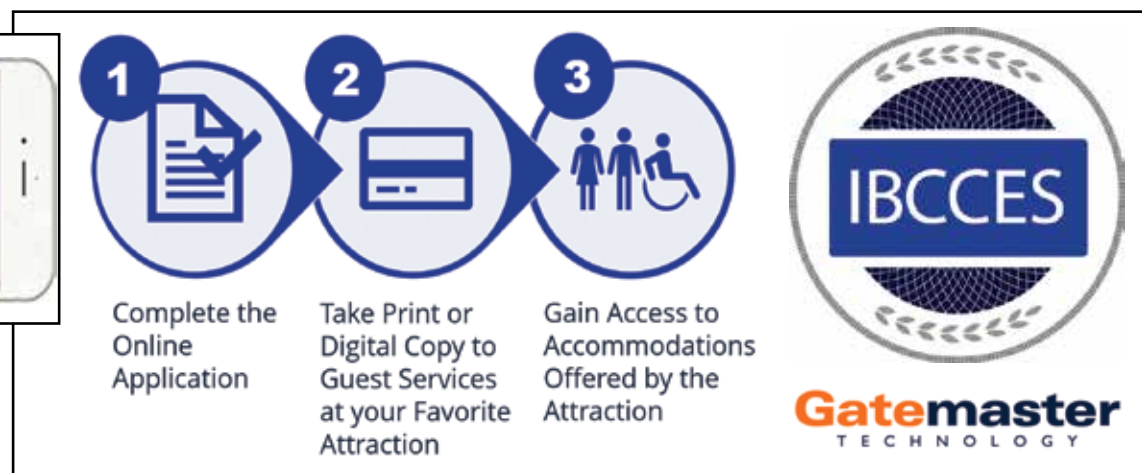 1
Complete the
Online
Application
2
Take Print or
Digital Copy to
Guest Services
at your Favorite
Attraction
3
Gain Access to
Accommodations
Offered by the
Attraction
IBCCES
Gatemaster
TECHNOLOGY